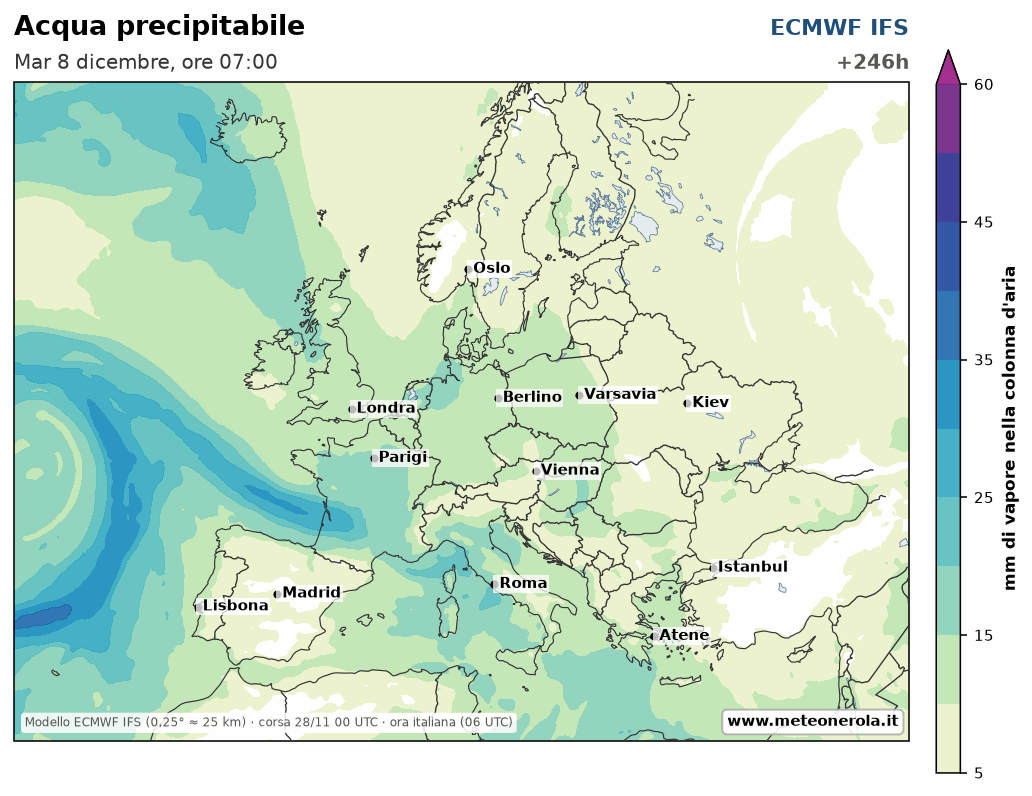 Acqua precipitabile
ECMWF IFS
Mar 8 dicembre, ore 07:00
+246h
60
45
35
25
15
5
mm di vapore nella colonna d'aria
Oslo
Londra
Berlino
Varsavia
Kiev
Parigi
Vienna
Istanbul
Roma
Madrid
Lisbona
Atene
Modello ECMWF IFS (0,25° ≈ 25 km) · corsa 28/11 00 UTC · ora italiana (06 UTC)
www.meteonerola.it